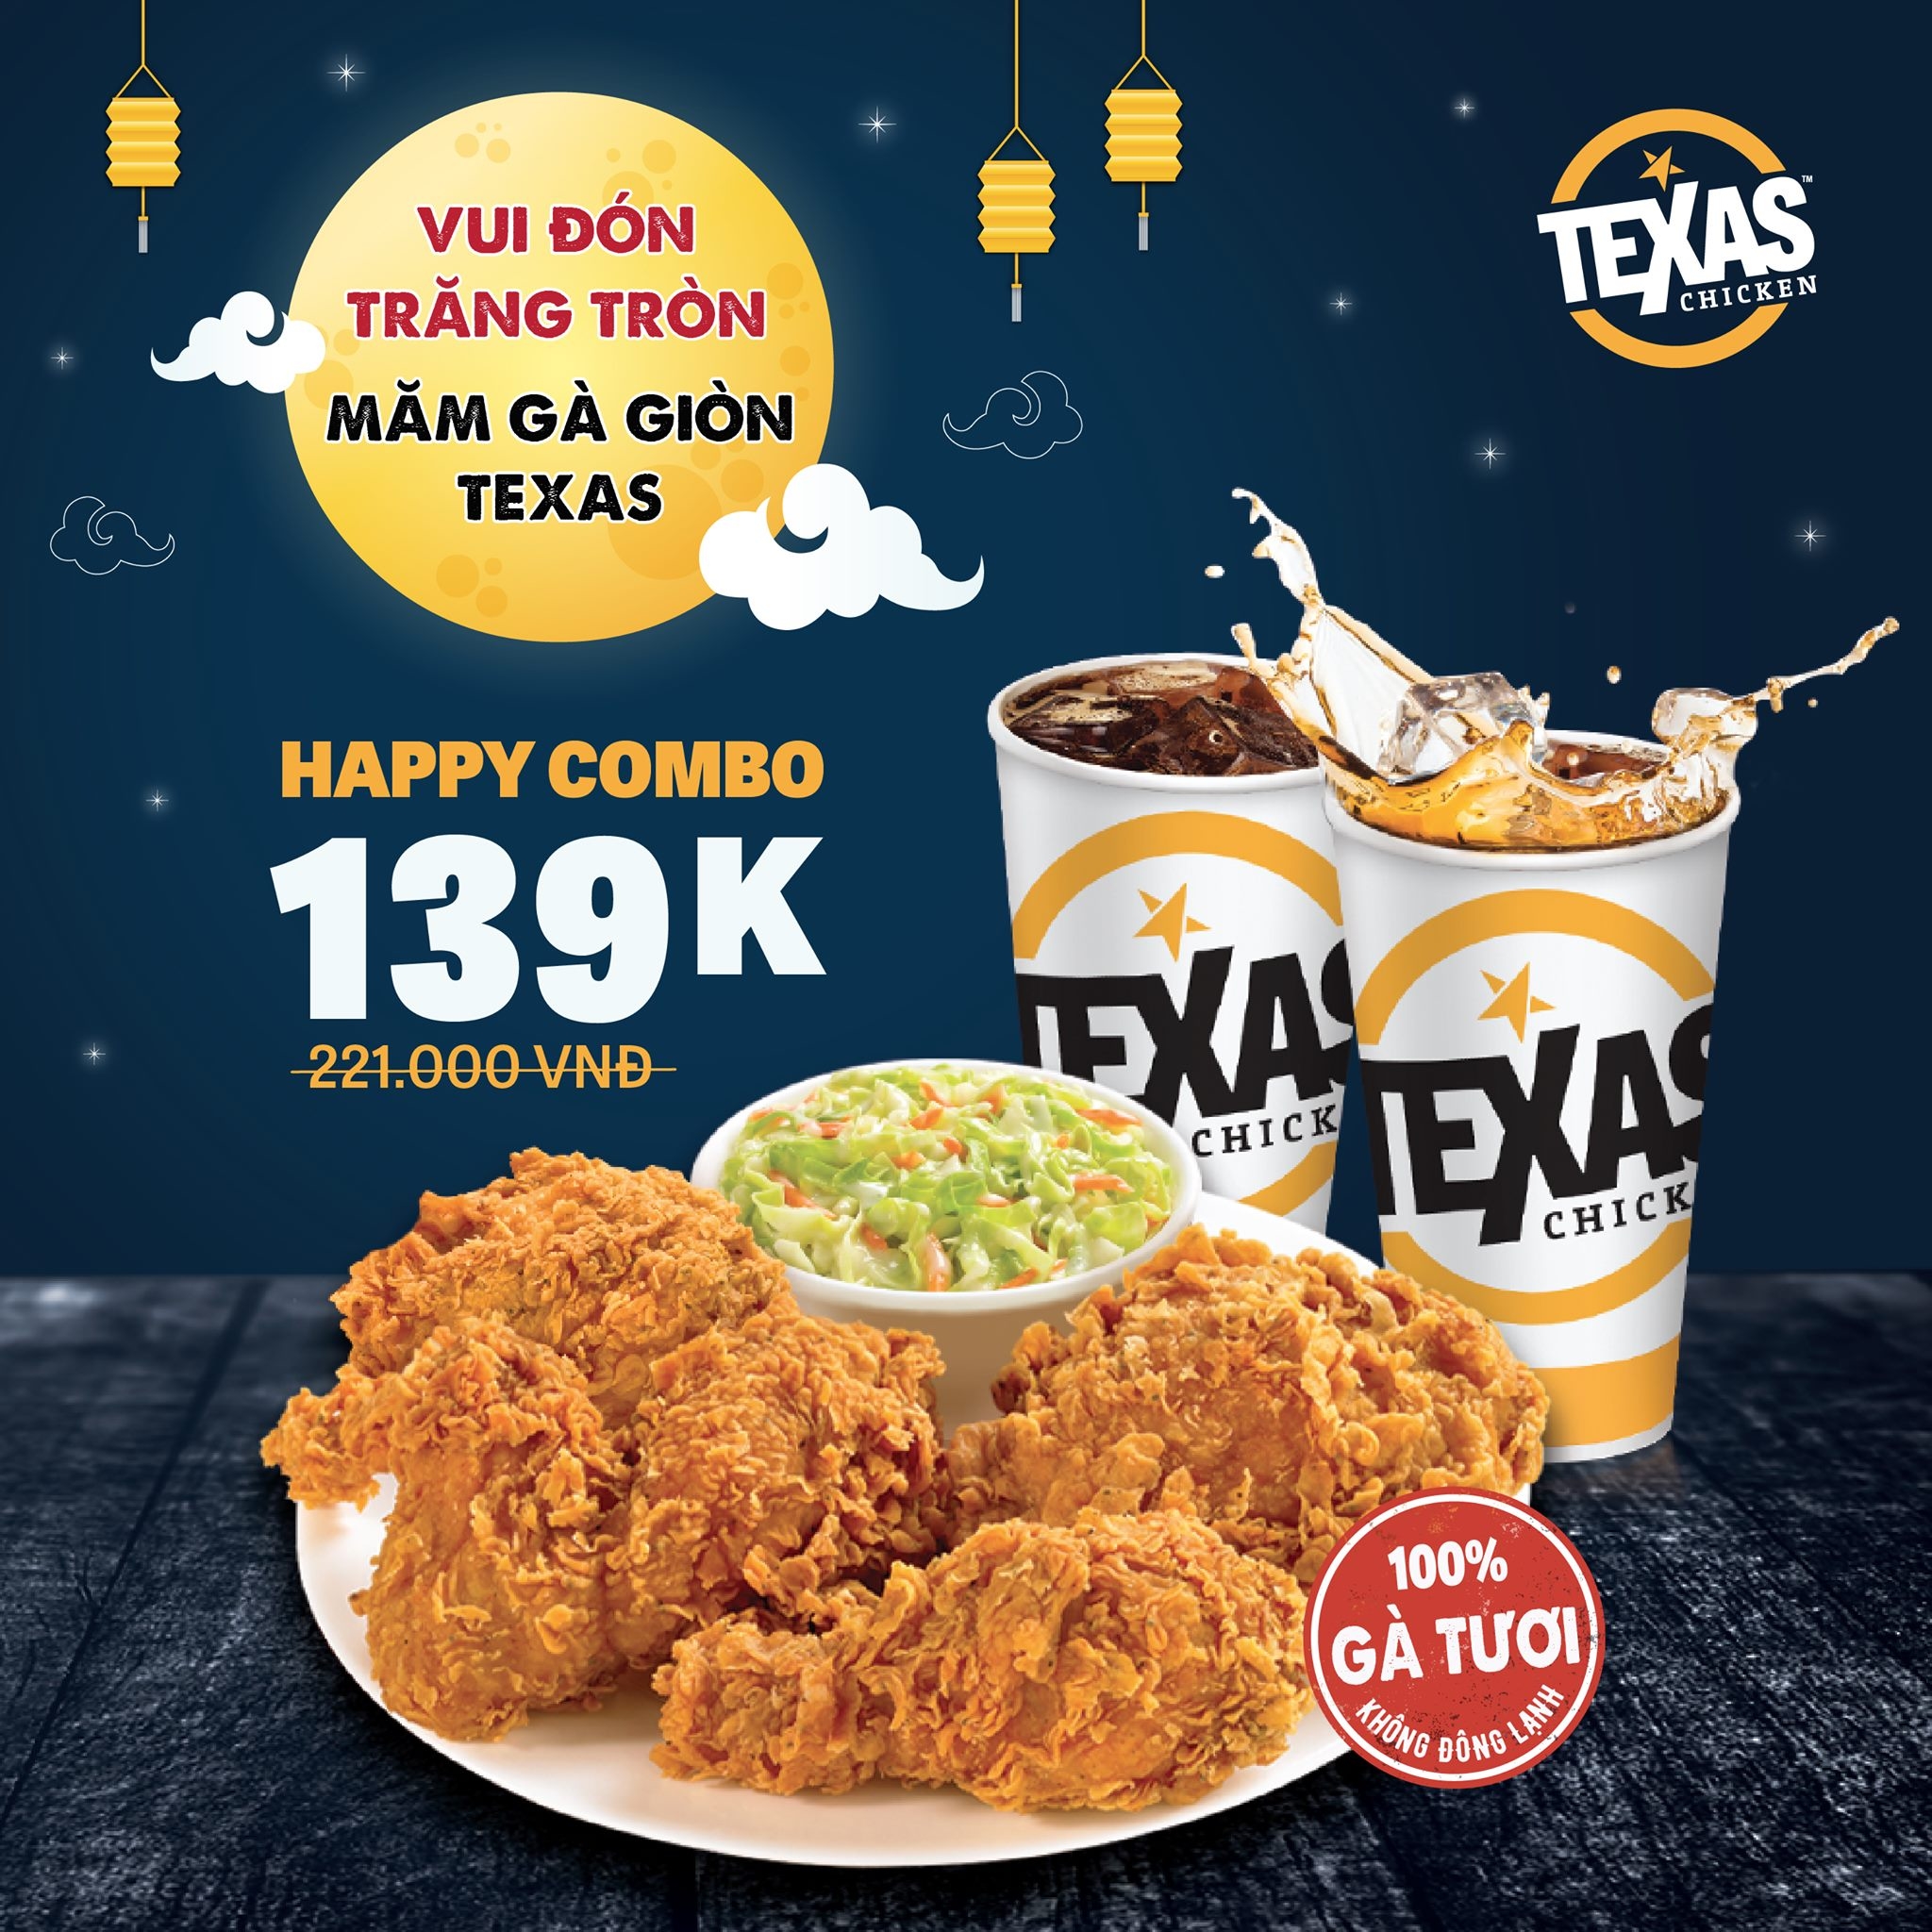 VUI ĐÓN
TRĂNG TRÒN
MĂM GÀ GIÒN
TEXAS
TEXAS™
CHICKEN
HAPPY COMBO
139K
221.000 VNĐ
TEXAS
CHICK
TEXAS
CHICK
100%
GÀ TƯƠI
KHÔNG ĐÔNG LẠNH